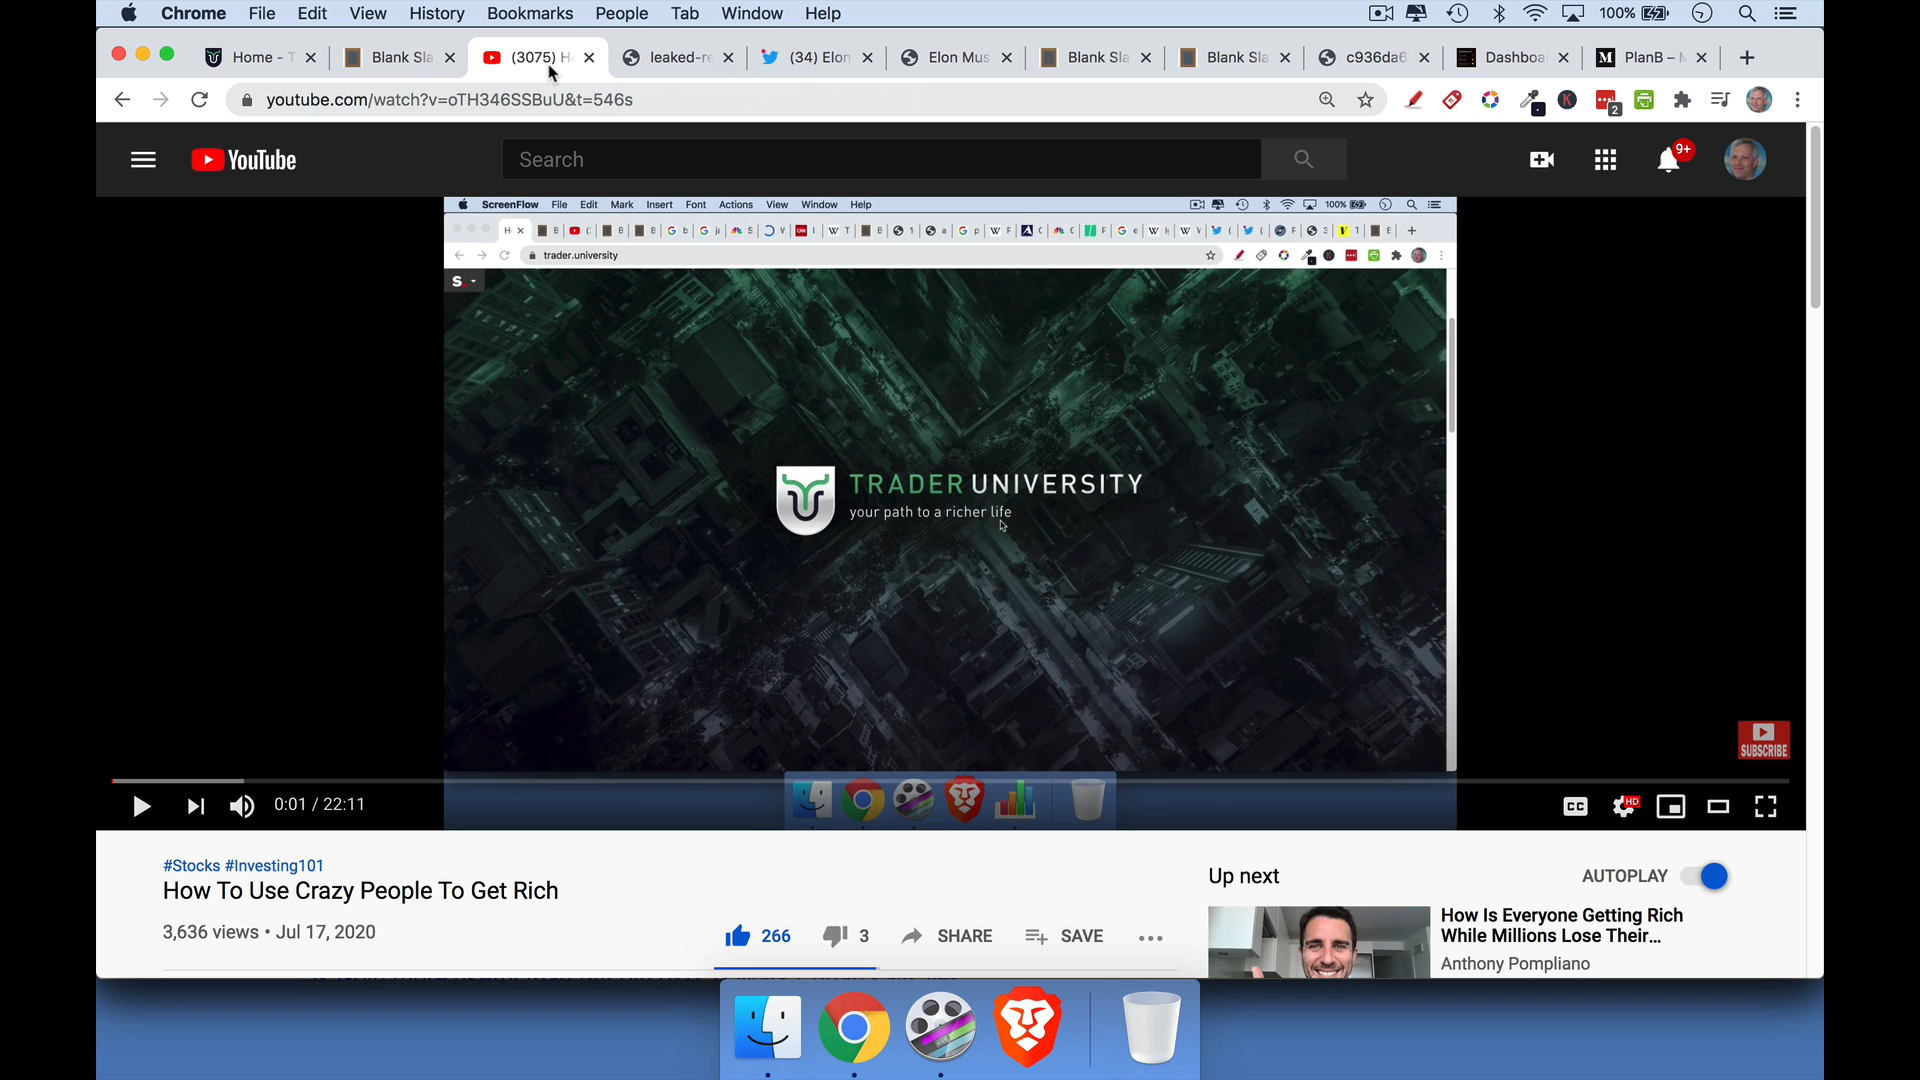 Chrome File Edit View History Bookmarks People Tab Window Help 100%
Home - T Blank Sla (3075) H leaked-re (34) Elon Elon Mus Blank Sla Blank Sla c936da6 Dashboa PlanB – M
youtube.com/watch?v=oTH346SSBuU&t=546s
2
YouTube Search 9+
ScreenFlow File Edit Mark Insert Font Actions View Window Help 100%
trader.university
S.
TRADER UNIVERSITY
your path to a richer life
SUBSCRIBE
0:01 / 22:11 CC HD
#Stocks #Investing101
How To Use Crazy People To Get Rich
3,636 views • Jul 17, 2020
266 3 SHARE SAVE
Up next AUTOPLAY
How Is Everyone Getting Rich
While Millions Lose Their...
Anthony Pompliano